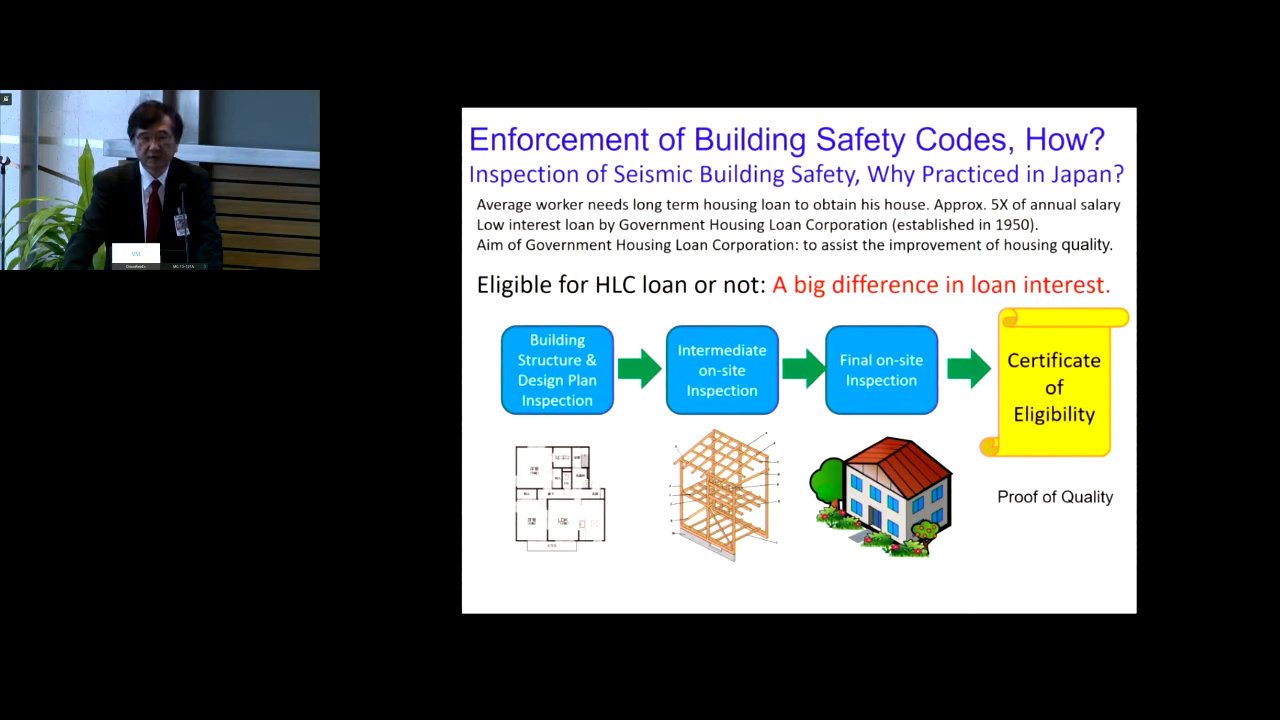 Enforcement of Building Safety Codes, How?
Inspection of Seismic Building Safety, Why Practiced in Japan?
Average worker needs long term housing loan to obtain his house. Approx. 5X of annual salary
Low interest loan by Government Housing Loan Corporation (established in 1950).
Aim of Government Housing Loan Corporation: to assist the improvement of housing quality.
Eligible for HLC loan or not: A big difference in loan interest.
Building
Structure &
Design Plan
Inspection
Intermediate
on-site
Inspection
Final on-site
Inspection
Certificate
of
Eligibility
Proof of Quality
VM
LDK